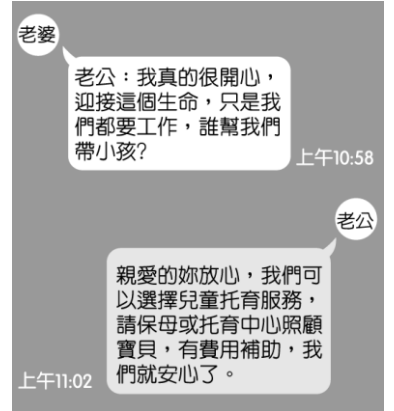 老婆
老公：我真的很開心，
迎接這個生命，只是我
們都要工作，誰幫我們
帶小孩?
上午10:58
老公
親愛的妳放心，我們可
以選擇兒童托育服務，
請保母或托育中心照顧
寶貝，有費用補助，我
們就安心了。
上午11:02